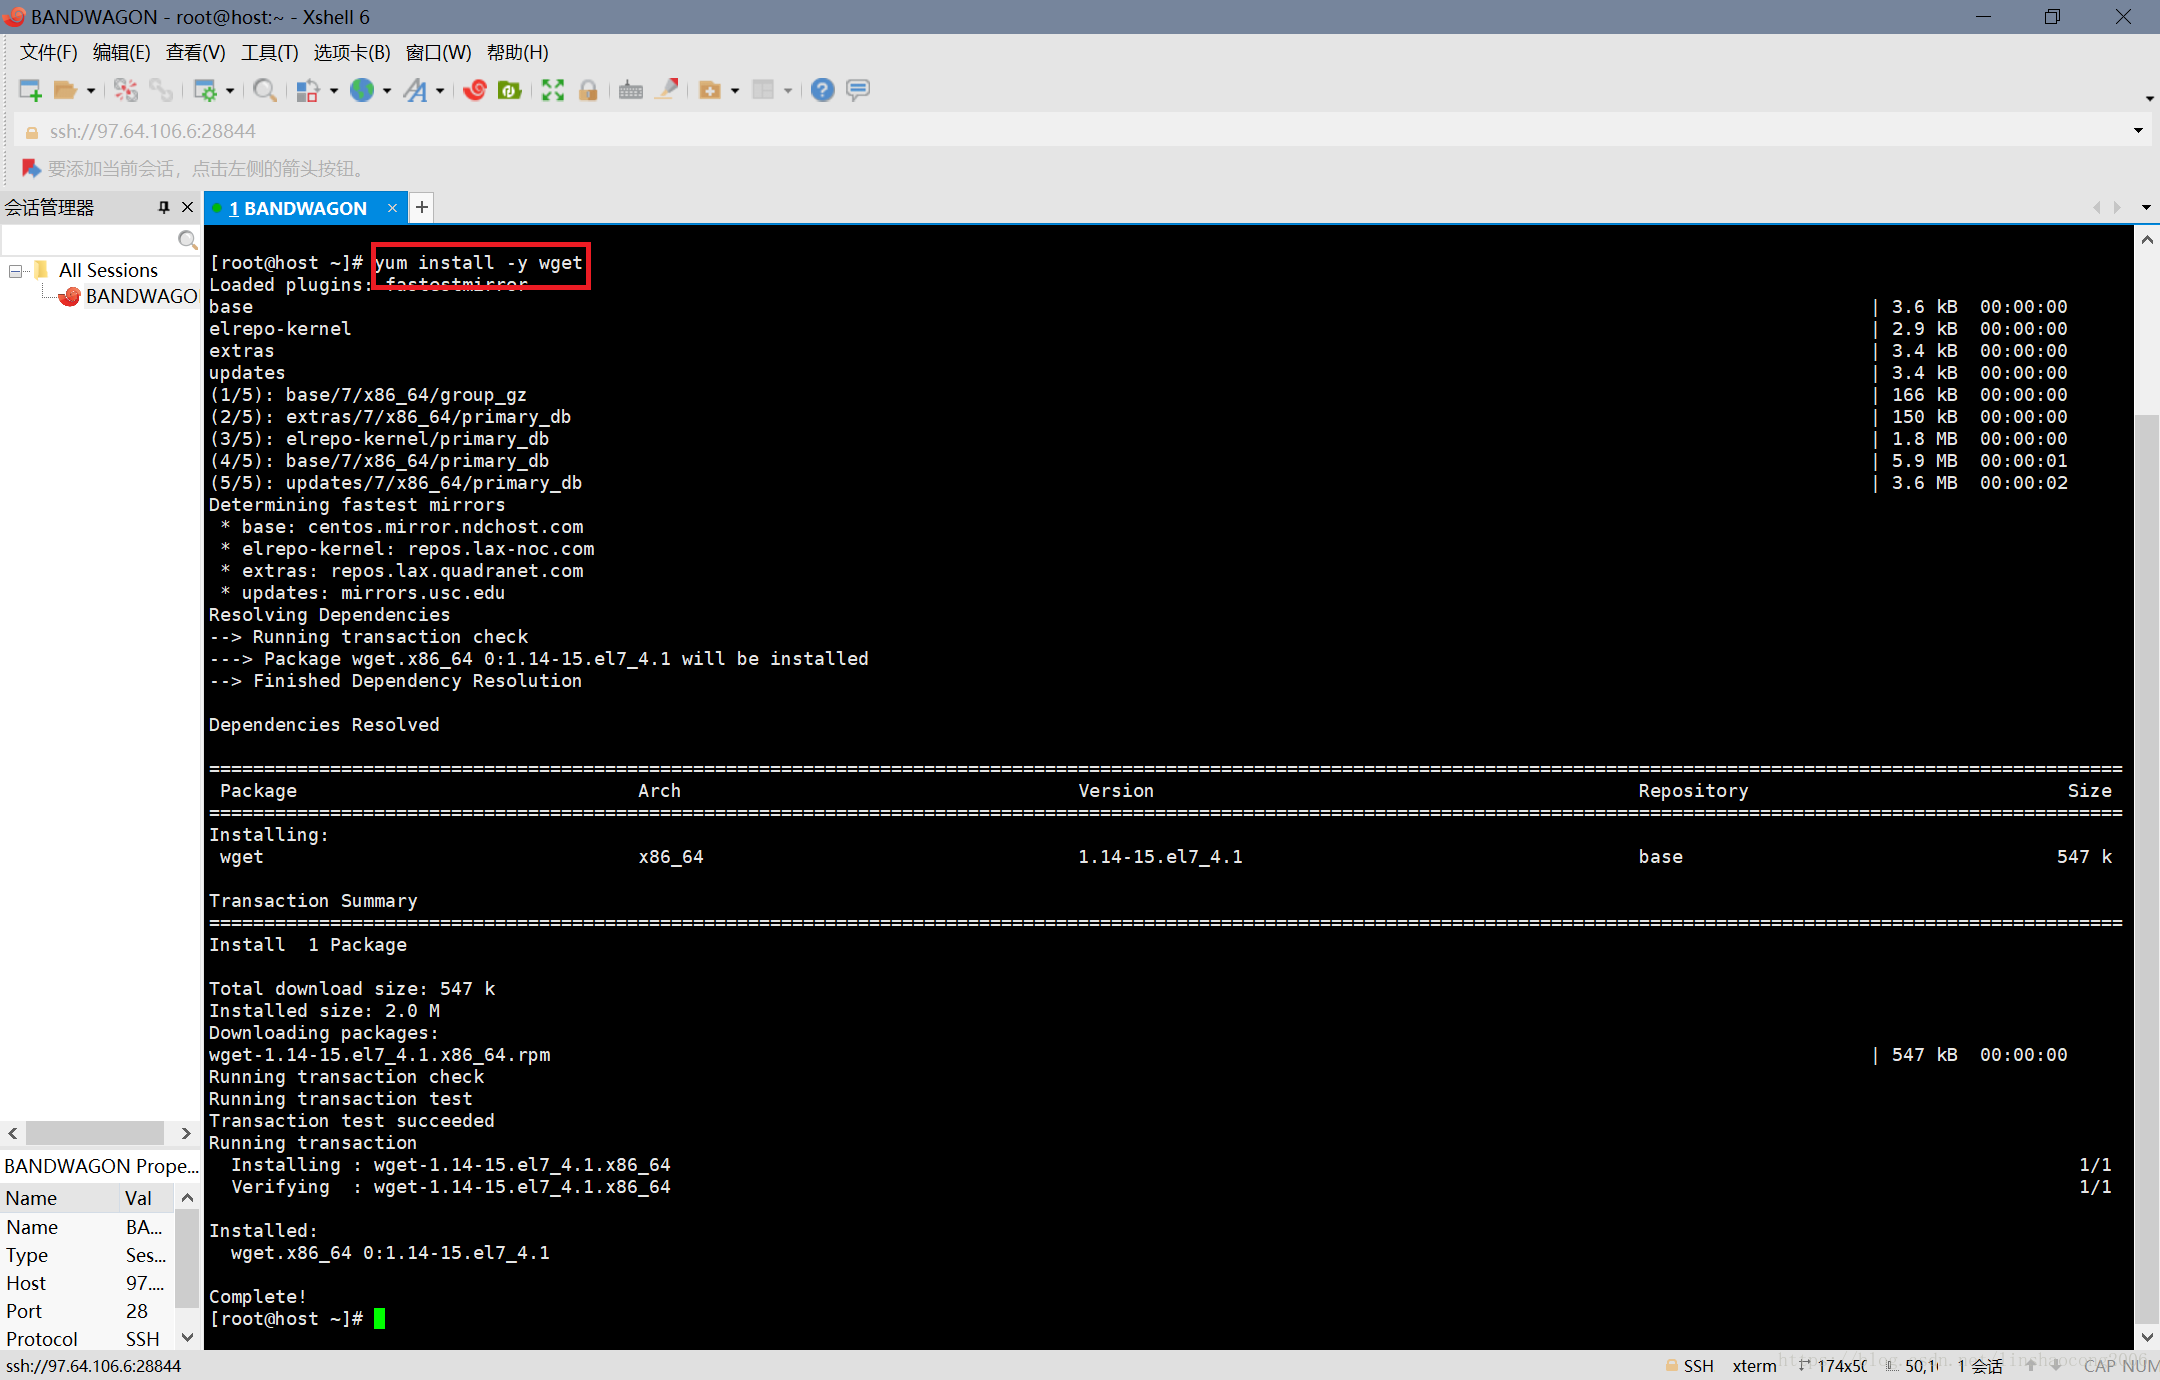 BANDWAGON - root@host:~ - Xshell 6
文件(F) 编辑(E) 查看(V) 工具(T) 选项卡(B) 窗口(W) 帮助(H)
ssh://97.64.106.6:28844
要添加当前会话，点击左侧的箭头按钮。
会话管理器
1 BANDWAGON
All Sessions
BANDWAGO
[root@host ~]# yum install -y wget
Loaded plugins: fastestmirror
base | 3.6 kB 00:00:00
elrepo-kernel | 2.9 kB 00:00:00
extras | 3.4 kB 00:00:00
updates | 3.4 kB 00:00:00
(1/5): base/7/x86_64/group_gz | 166 kB 00:00:00
(2/5): extras/7/x86_64/primary_db | 150 kB 00:00:00
(3/5): elrepo-kernel/primary_db | 1.8 MB 00:00:00
(4/5): base/7/x86_64/primary_db | 5.9 MB 00:00:01
(5/5): updates/7/x86_64/primary_db | 3.6 MB 00:00:02
Determining fastest mirrors
* base: centos.mirror.ndchost.com
* elrepo-kernel: repos.lax-noc.com
* extras: repos.lax.quadranet.com
* updates: mirrors.usc.edu
Resolving Dependencies
--> Running transaction check
---> Package wget.x86_64 0:1.14-15.el7_4.1 will be installed
--> Finished Dependency Resolution
Dependencies Resolved
Package Arch Version Repository Size
Installing:
wget x86_64 1.14-15.el7_4.1 base 547 k
Transaction Summary
Install 1 Package
Total download size: 547 k
Installed size: 2.0 M
Downloading packages:
wget-1.14-15.el7_4.1.x86_64.rpm | 547 kB 00:00:00
Running transaction check
Running transaction test
Transaction test succeeded
Running transaction
Installing : wget-1.14-15.el7_4.1.x86_64 1/1
Verifying : wget-1.14-15.el7_4.1.x86_64 1/1
Installed:
wget.x86_64 0:1.14-15.el7_4.1
Complete!
[root@host ~]#
BANDWAGON Prope...
Name Val
Name BA...
Type Ses...
Host 97....
Port 28
Protocol SSH
ssh://97.64.106.6:28844
SSH xterm 174x50 50,1 1 会话 CAP NUM